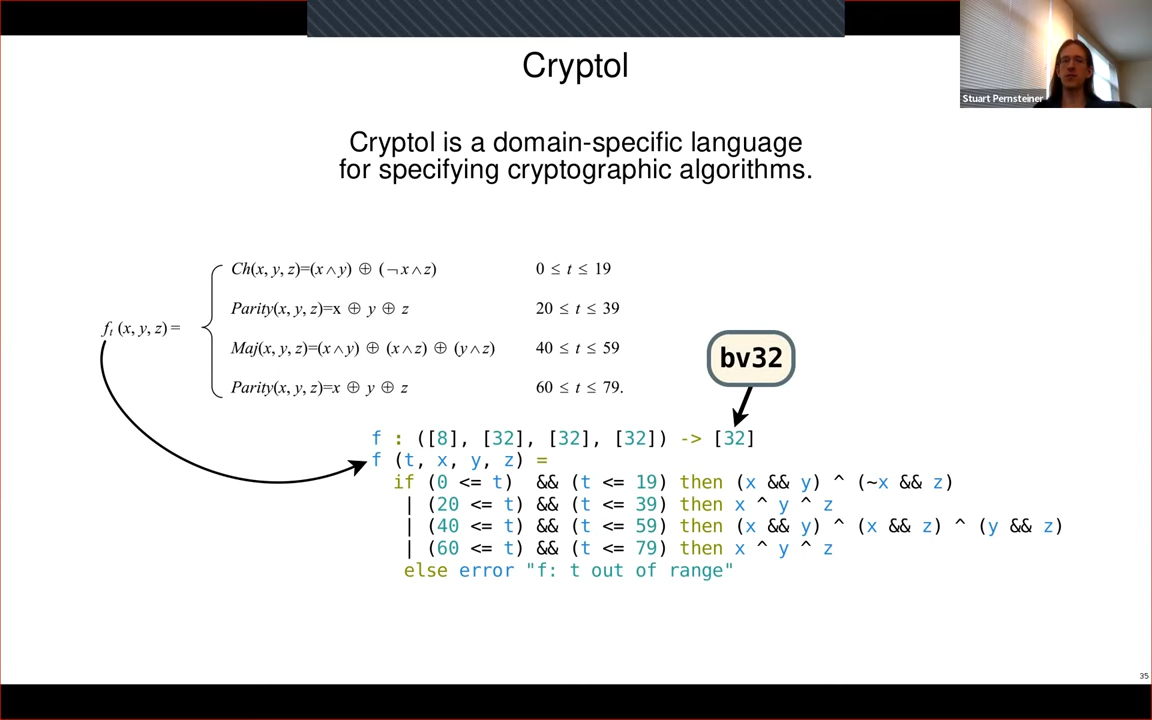 Cryptol
Stuart Pernsteiner
Cryptol is a domain-specific language
for specifying cryptographic algorithms.
fₜ (x, y, z) =
Ch(x, y, z)=(x∧y) ⊕ (¬x∧z) 0 ≤ t ≤ 19
Parity(x, y, z)=x ⊕ y ⊕ z 20 ≤ t ≤ 39
Maj(x, y, z)=(x∧y) ⊕ (x∧z) ⊕ (y∧z) 40 ≤ t ≤ 59
Parity(x, y, z)=x ⊕ y ⊕ z 60 ≤ t ≤ 79.
bv32
f : ([8], [32], [32], [32]) -> [32]
f (t, x, y, z) =
if (0 <= t) && (t <= 19) then (x && y) ^ (~x && z)
| (20 <= t) && (t <= 39) then x ^ y ^ z
| (40 <= t) && (t <= 59) then (x && y) ^ (x && z) ^ (y && z)
| (60 <= t) && (t <= 79) then x ^ y ^ z
else error "f: t out of range"
35